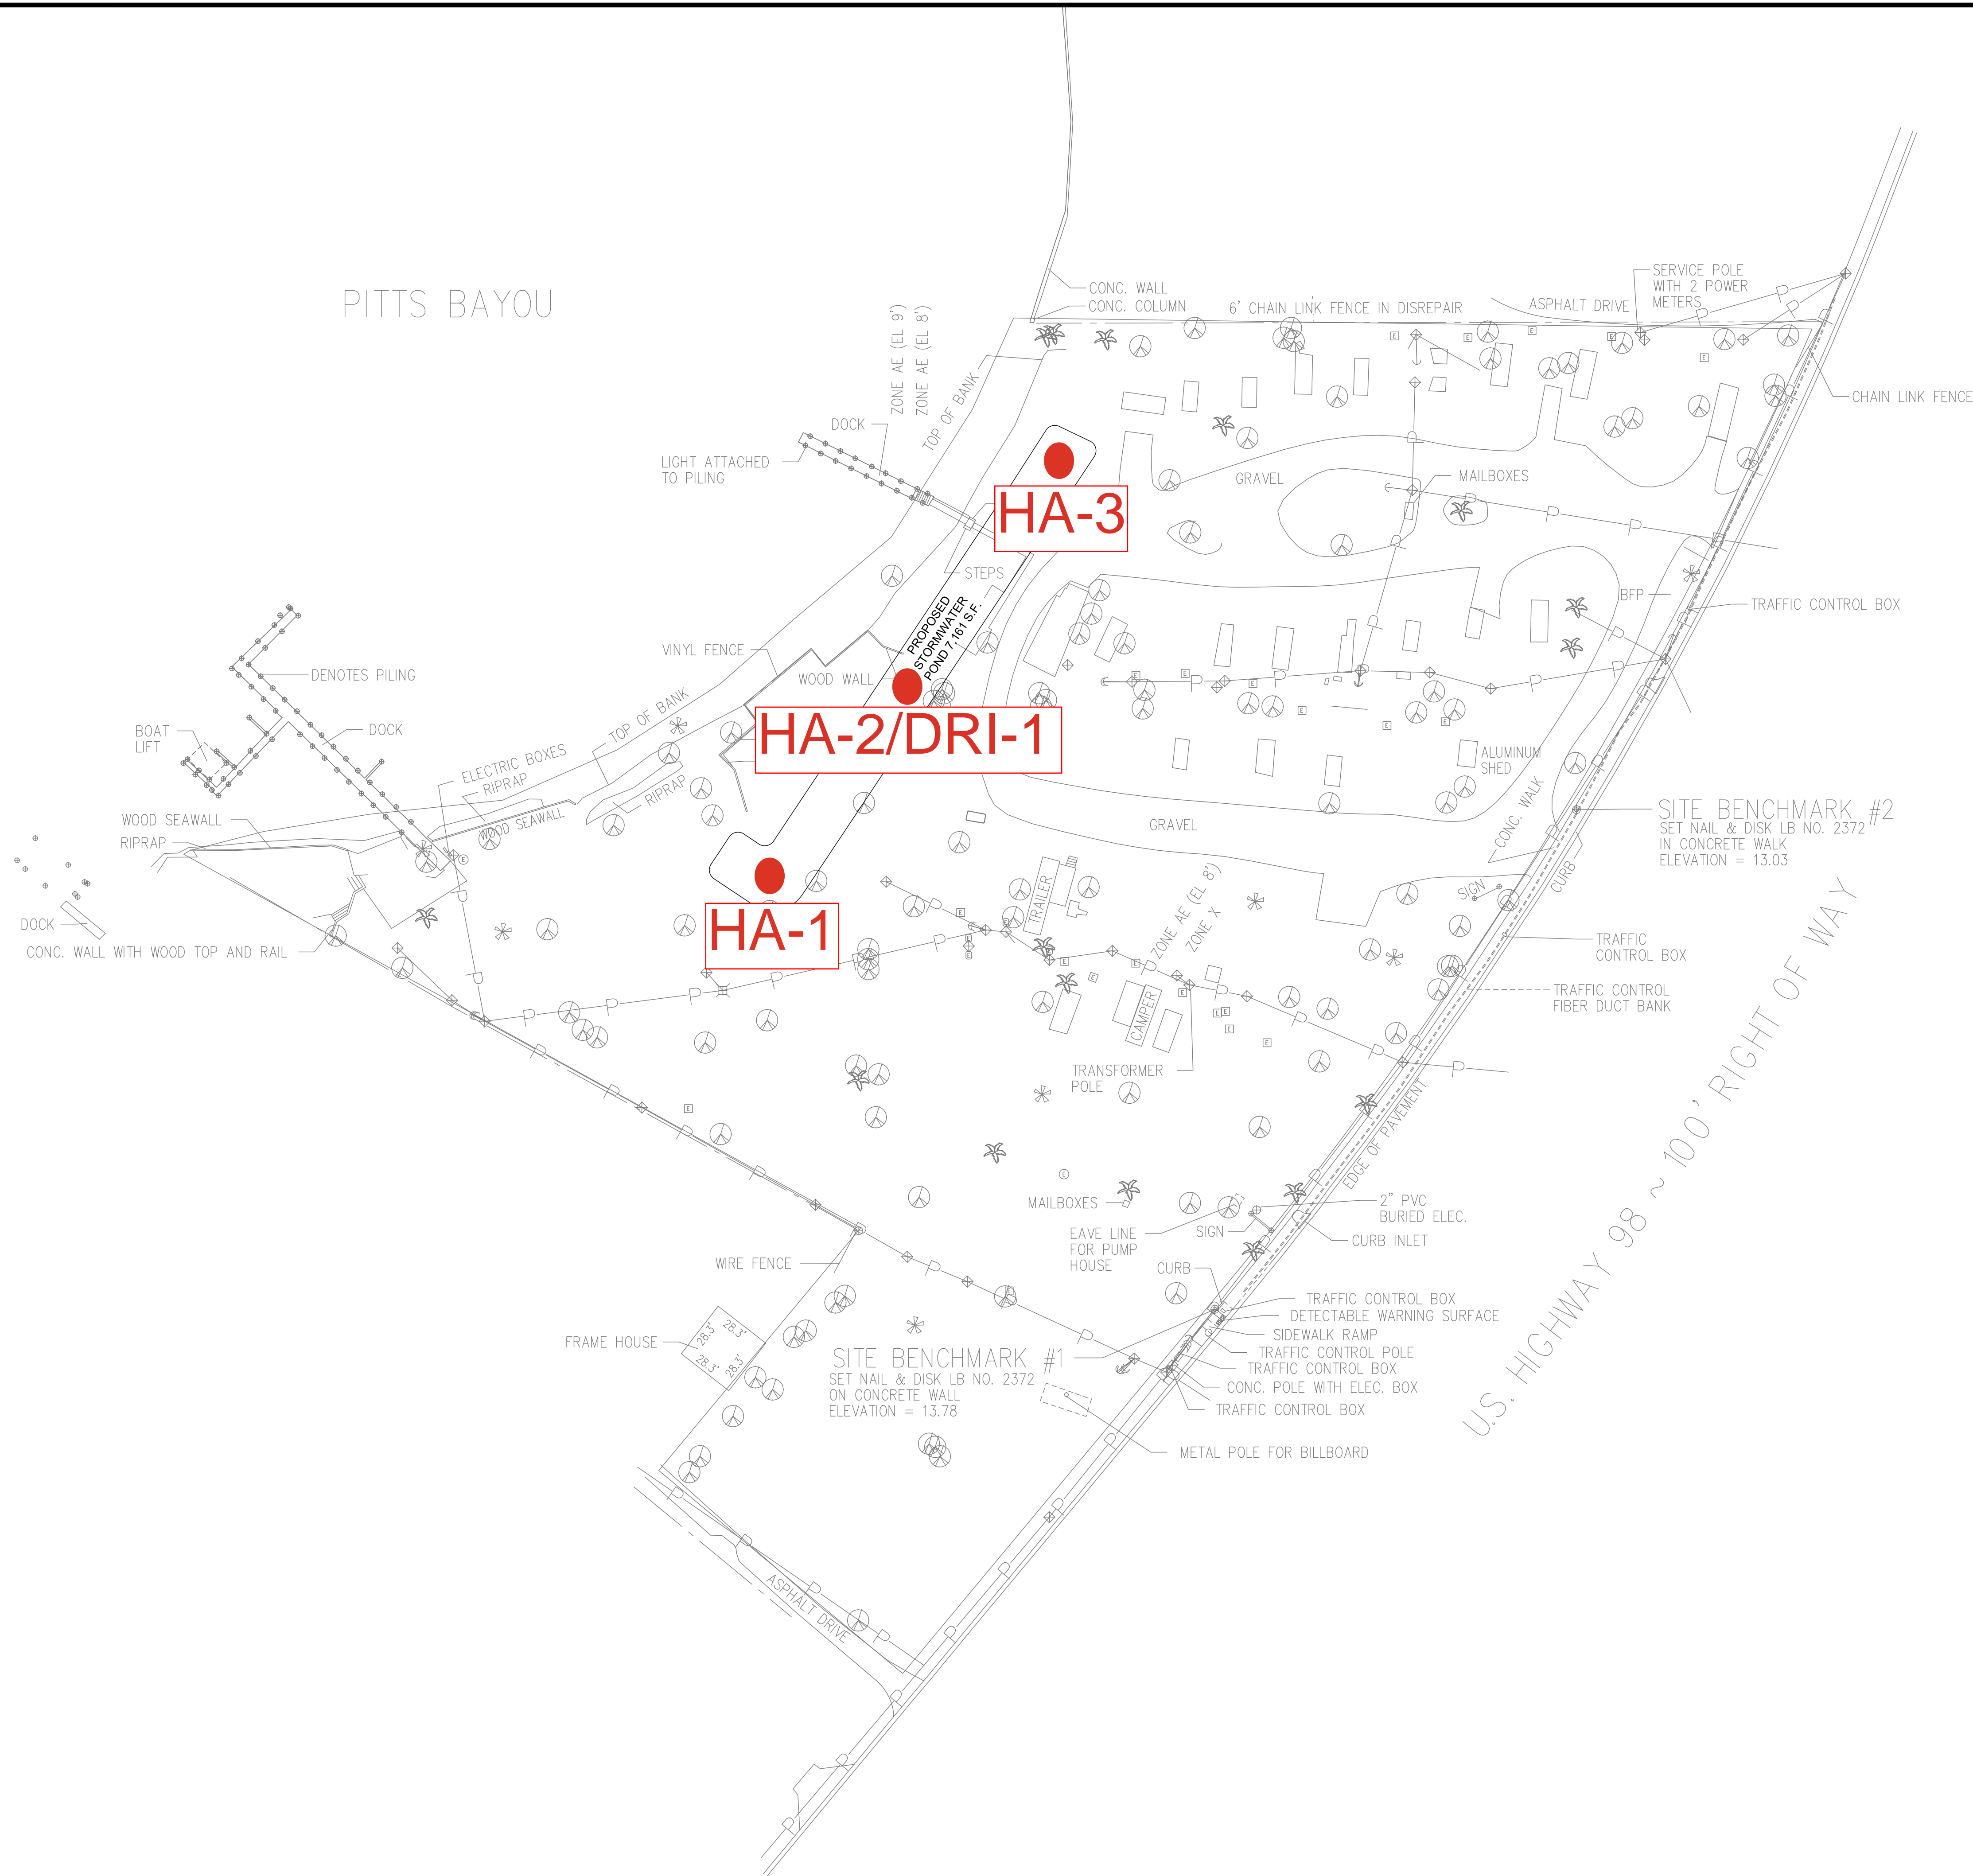 PITTS BAYOU
CONC. WALL
CONC. COLUMN
6' CHAIN LINK FENCE IN DISREPAIR
ASPHALT DRIVE
SERVICE POLE
WITH 2 POWER
METERS
CHAIN LINK FENCE
ZONE AE (EL 9')
ZONE AE (EL 8')
TOP OF BANK
DOCK
LIGHT ATTACHED
TO PILING
GRAVEL
MAILBOXES
HA-3
STEPS
PROPOSED
STORMWATER
POND 7,161 S.F.
BFP
TRAFFIC CONTROL BOX
VINYL FENCE
WOOD WALL
DENOTES PILING
DOCK
BOAT
LIFT
TOP OF BANK
ELECTRIC BOXES
RIPRAP
RIPRAP
WOOD SEAWALL
HA-2/DRI-1
ALUMINUM
SHED
CONC. WALK
SITE BENCHMARK #2
SET NAIL & DISK LB NO. 2372
IN CONCRETE WALK
ELEVATION = 13.03
WOOD SEAWALL
RIPRAP
GRAVEL
CURB
SIGN
TRAILER
ZONE AE (EL 8')
ZONE X
DOCK
CONC. WALL WITH WOOD TOP AND RAIL
HA-1
TRAFFIC
CONTROL BOX
TRAFFIC CONTROL
FIBER DUCT BANK
CAMPER
TRANSFORMER
POLE
U.S. HIGHWAY 98 ~ 100' RIGHT OF WAY
EDGE OF PAVEMENT
MAILBOXES
EAVE LINE
FOR PUMP
HOUSE
SIGN
2" PVC
BURIED ELEC.
CURB INLET
WIRE FENCE
CURB
TRAFFIC CONTROL BOX
DETECTABLE WARNING SURFACE
SIDEWALK RAMP
TRAFFIC CONTROL POLE
TRAFFIC CONTROL BOX
CONC. POLE WITH ELEC. BOX
TRAFFIC CONTROL BOX
FRAME HOUSE
28.3'
28.3'
28.3'
28.3'
SITE BENCHMARK #1
SET NAIL & DISK LB NO. 2372
ON CONCRETE WALL
ELEVATION = 13.78
METAL POLE FOR BILLBOARD
ASPHALT DRIVE